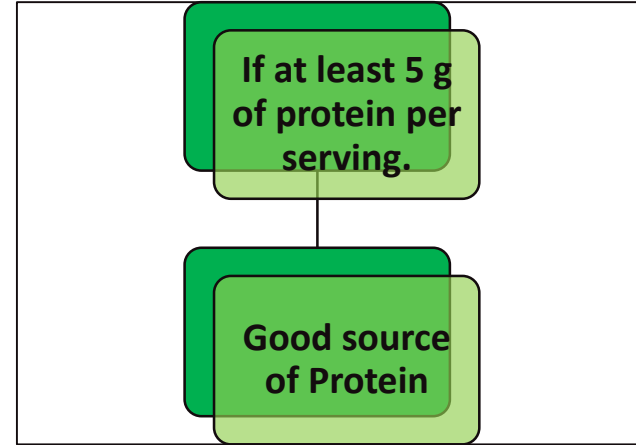 If at least 5 g
of protein per
serving.
Good source
of Protein